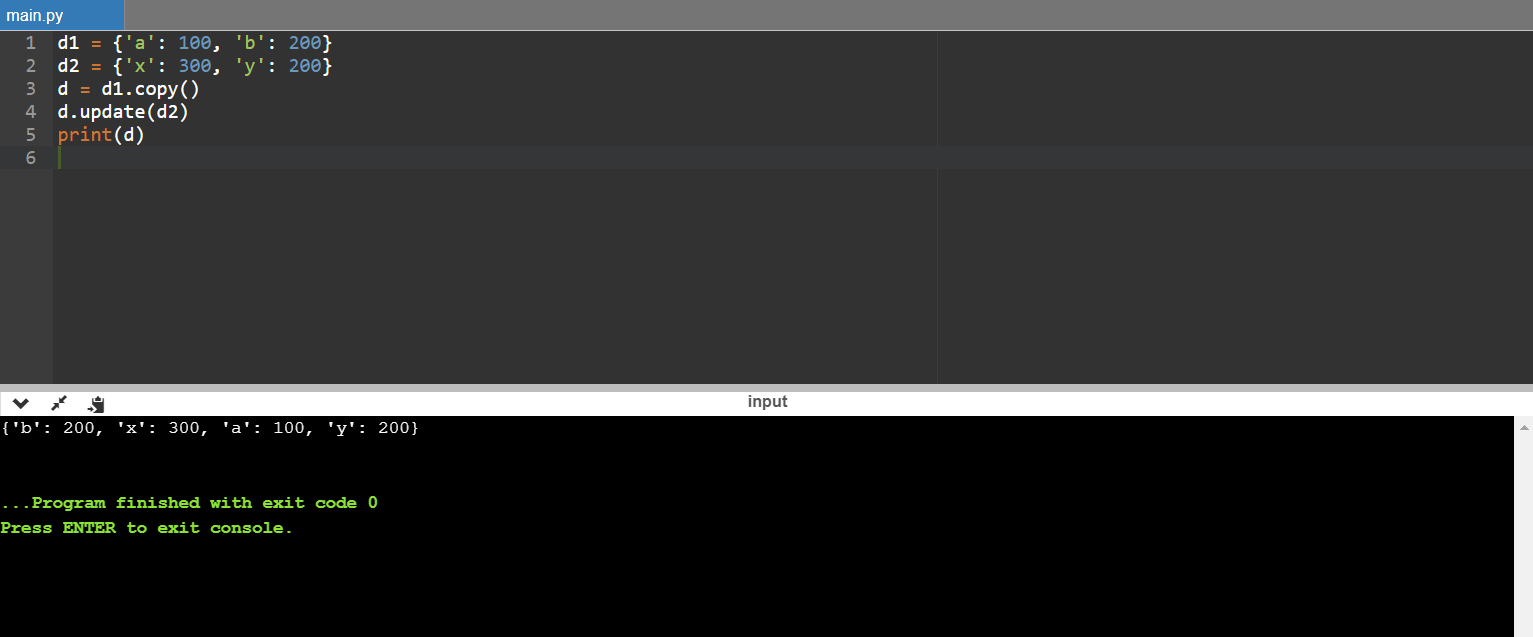 main.py
1 d1 = {'a': 100, 'b': 200}
2 d2 = {'x': 300, 'y': 200}
3 d = d1.copy()
4 d.update(d2)
5 print(d)
6
input
{'b': 200, 'x': 300, 'a': 100, 'y': 200}
...Program finished with exit code 0
Press ENTER to exit console.